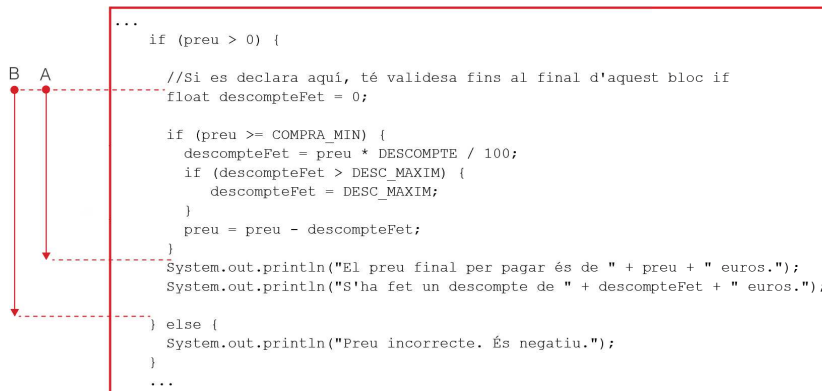 ...
if (preu > 0) {
B A
//Si es declara aquí, té validesa fins al final d'aquest bloc if
float descompteFet = 0;
if (preu >= COMPRA_MIN) {
descompteFet = preu * DESCOMPTE / 100;
if (descompteFet > DESC_MAXIM) {
descompteFet = DESC_MAXIM;
}
preu = preu - descompteFet;
}
System.out.println("El preu final per pagar és de " + preu + " euros.");
System.out.println("S'ha fet un descompte de " + descompteFet + " euros.");
} else {
System.out.println("Preu incorrecte. És negatiu.");
}
...